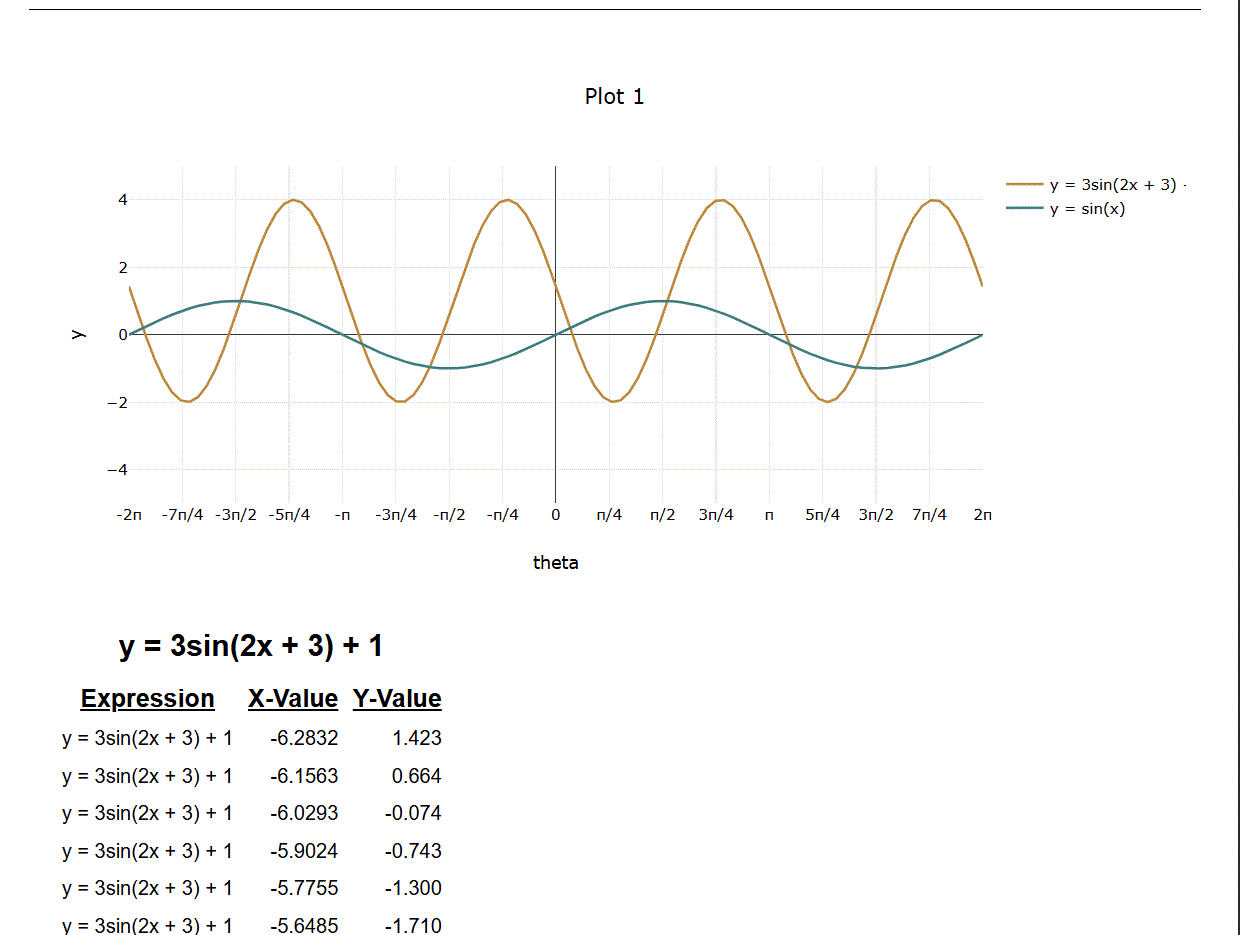 Plot 1
y = 3sin(2x + 3) ·
y = sin(x)
4
2
0
−2
−4
y
-2π -7π/4 -3π/2 -5π/4 -π -3π/4 -π/2 -π/4 0 π/4 π/2 3π/4 π 5π/4 3π/2 7π/4 2π
theta
y = 3sin(2x + 3) + 1
Expression X-Value Y-Value
y = 3sin(2x + 3) + 1 -6.2832 1.423
y = 3sin(2x + 3) + 1 -6.1563 0.664
y = 3sin(2x + 3) + 1 -6.0293 -0.074
y = 3sin(2x + 3) + 1 -5.9024 -0.743
y = 3sin(2x + 3) + 1 -5.7755 -1.300
y = 3sin(2x + 3) + 1 -5.6485 -1.710